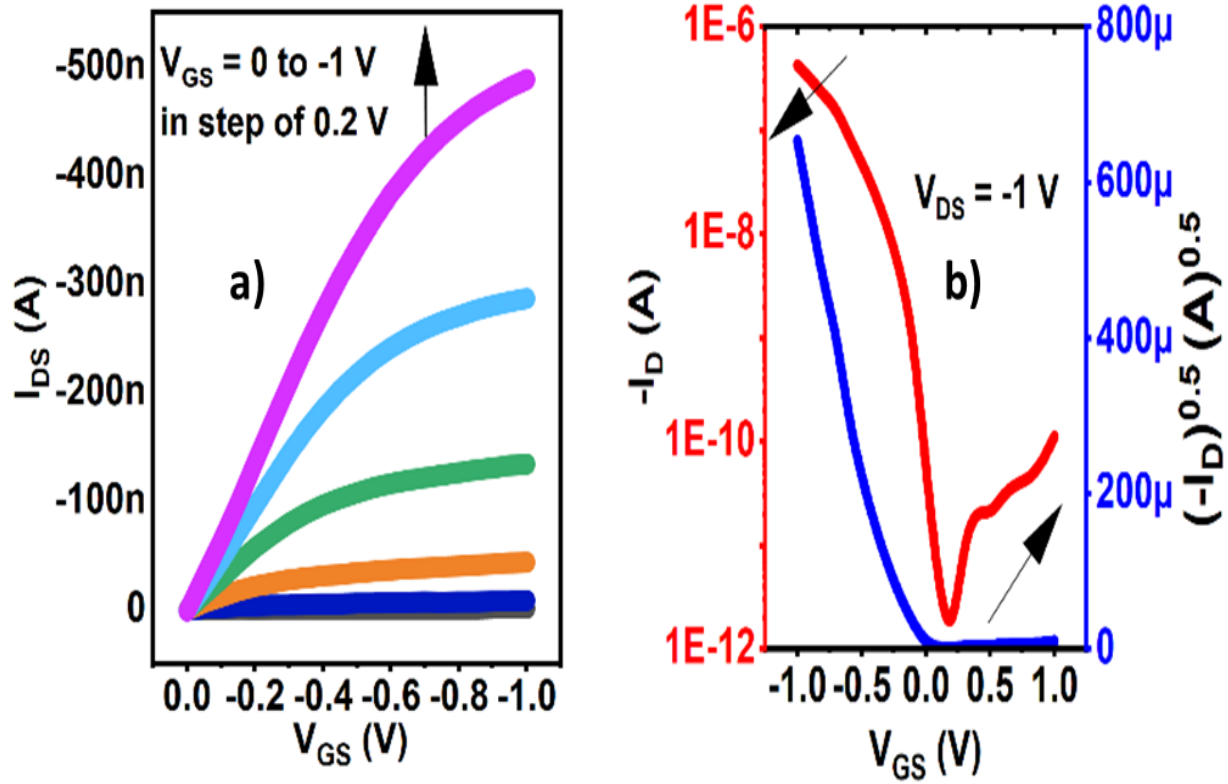 V_GS = 0 to -1 V
in step of 0.2 V
a)
-500n
-400n
-300n
-200n
-100n
0
I_DS (A)
0.0 -0.2 -0.4 -0.6 -0.8 -1.0
V_GS (V)
1E-6
1E-8
1E-10
1E-12
-I_D (A)
V_DS = -1 V
b)
800µ
600µ
400µ
200µ
0
(-I_D)^0.5 (A)^0.5
-1.0 -0.5 0.0 0.5 1.0
V_GS (V)